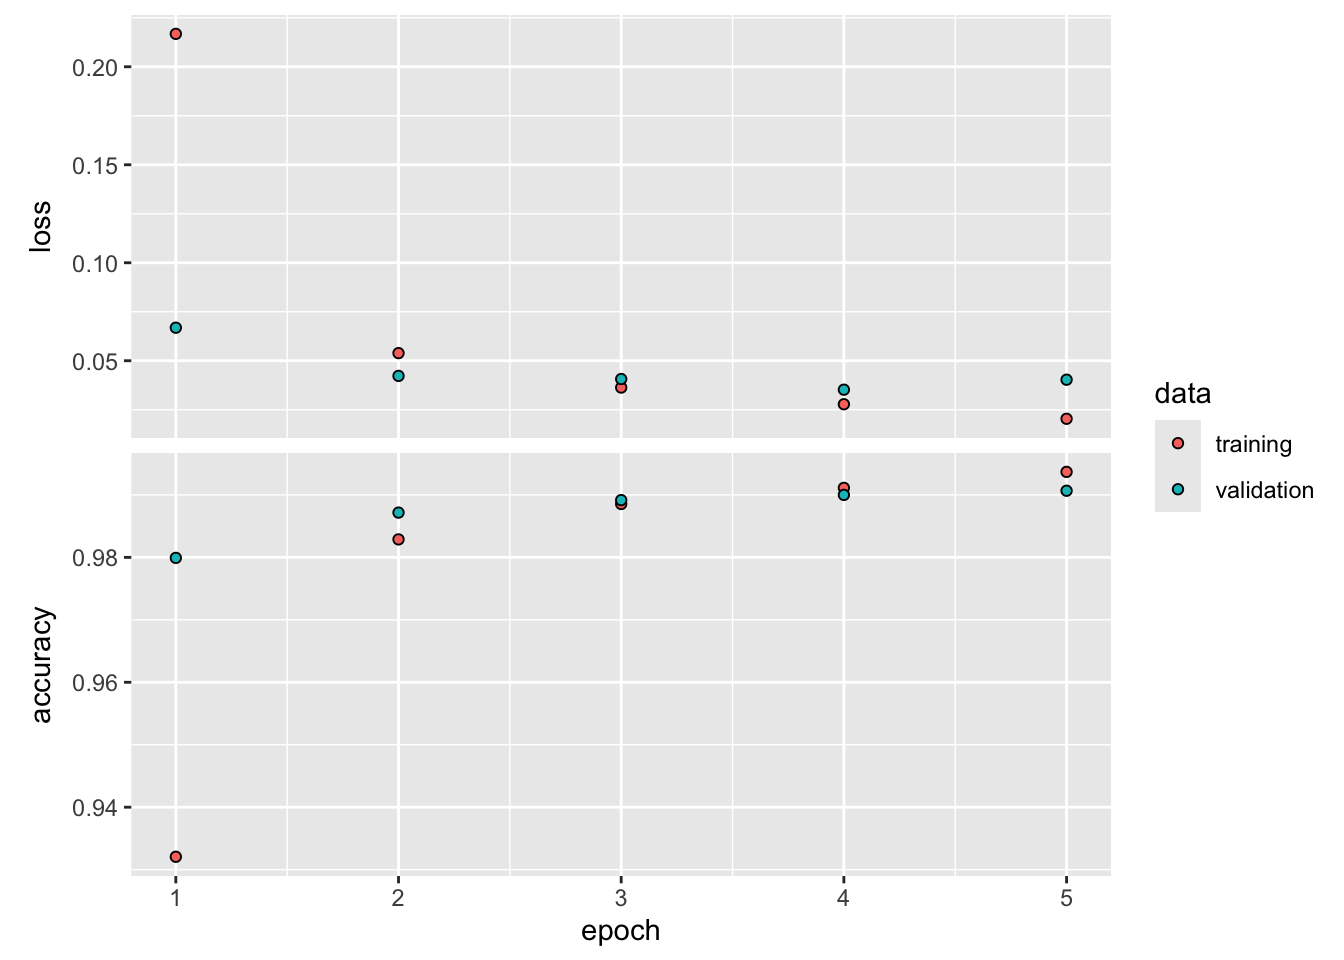 loss
0.20
0.15
0.10
0.05
accuracy
0.98
0.96
0.94
1 2 3 4 5
epoch
data
training
validation